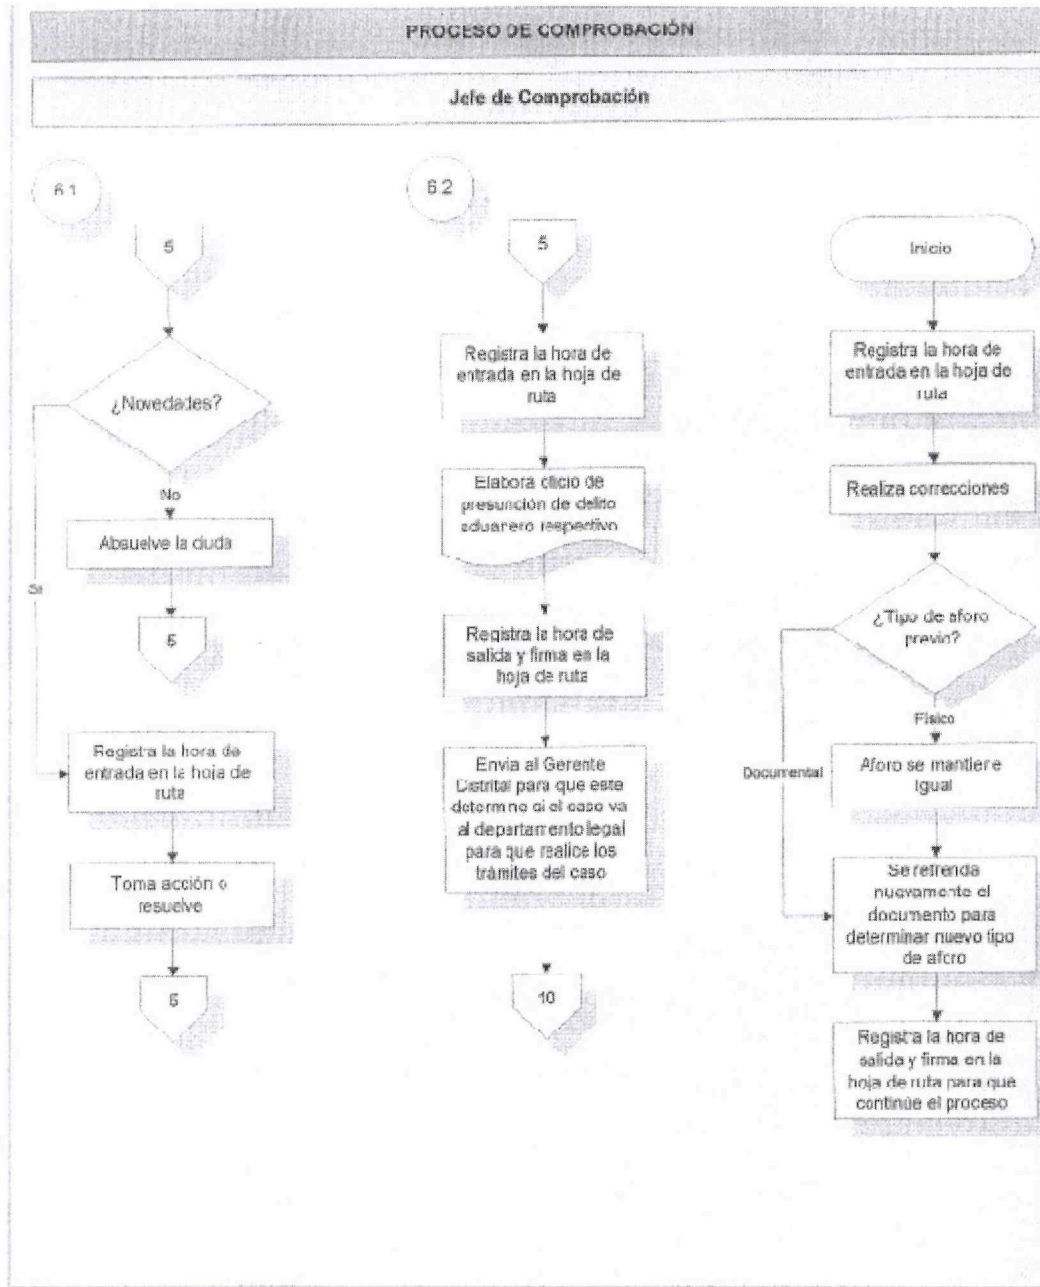 PROCESO DE COMPROBACIÓN
Jefe de Comprobación
6.1
5
¿Novedades?
No
Absuelve la duda
Si
5
Registra la hora de
entrada en la hoja de
ruta
Toma acción o
resuelve
5
6.2
5
Registra la hora de
entrada en la hoja de
ruta
Elabora oficio de
presunción de delito
aduanero respectivo
Registra la hora de
salida y firma en la
hoja de ruta
Envia al Gerente
Distrital para que este
determine si el caso va
al departamento legal
para que realice los
trámites del caso
10
Inicio
Registra la hora de
entrada en la hoja de
ruta
Realiza correcciones
¿Tipo de aforo
previo?
Físico
Documental
Aforo se mantiene
igual
Se refrenda
nuevamente el
documento para
determinar nuevo tipo
de aforo
Registra la hora de
salida y firma en la
hoja de ruta para que
continúe el proceso